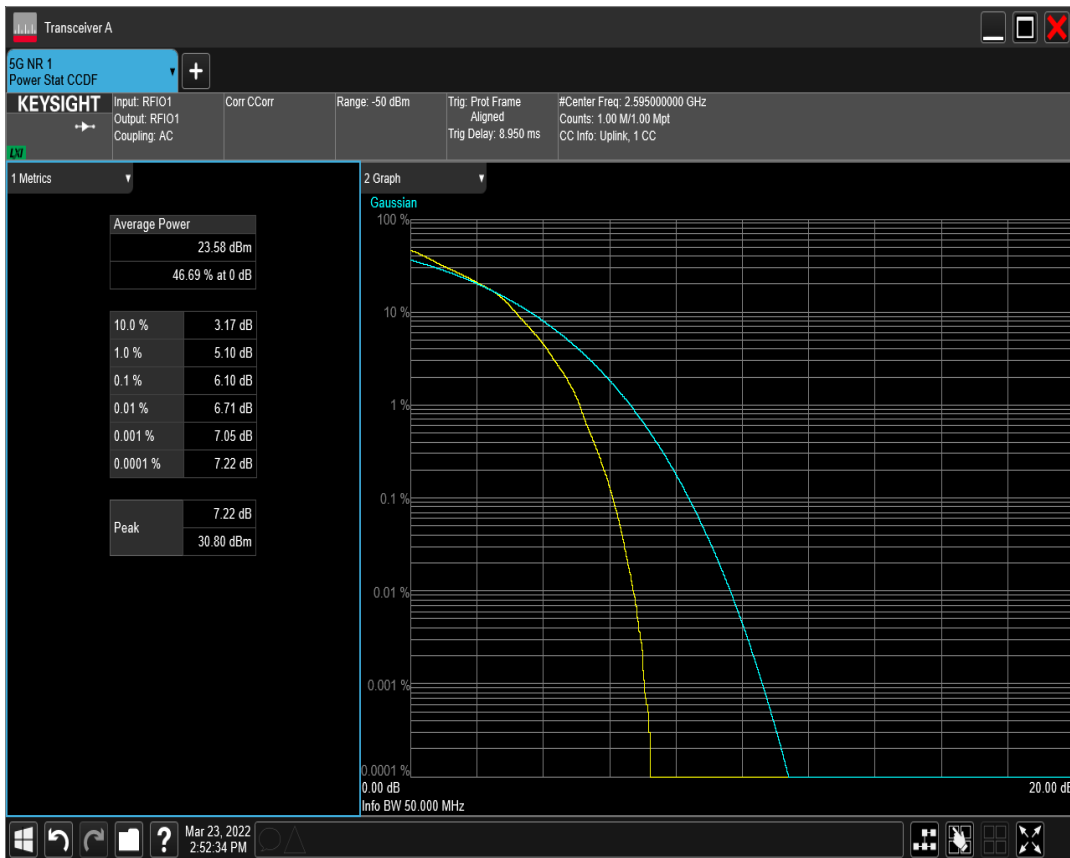 Transceiver A
5G NR 1
Power Stat CCDF
KEYSIGHT
LXI
Input: RFIO1
Output: RFIO1
Coupling: AC
Corr CCorr
Range: -50 dBm
Trig: Prot Frame
Aligned
Trig Delay: 8.950 ms
#Center Freq: 2.595000000 GHz
Counts: 1.00 M/1.00 Mpt
CC Info: Uplink, 1 CC
1 Metrics
Average Power
23.58 dBm
46.69 % at 0 dB
10.0 % 3.17 dB
1.0 % 5.10 dB
0.1 % 6.10 dB
0.01 % 6.71 dB
0.001 % 7.05 dB
0.0001 % 7.22 dB
Peak
7.22 dB
30.80 dBm
2 Graph
Gaussian
100 %
10 %
1 %
0.1 %
0.01 %
0.001 %
0.0001 %
0.00 dB 20.00 dB
Info BW 50.000 MHz
Mar 23, 2022
2:52:34 PM